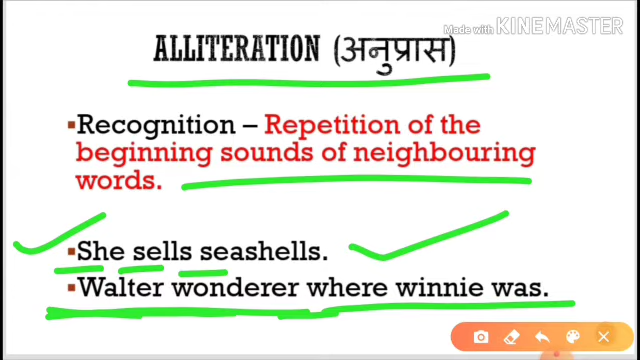 Made with KINEMASTER
ALLITERATION (अनुप्रास)
▪Recognition – Repetition of the
beginning sounds of neighbouring
words.
▪She sells seashells.
▪Walter wonderer where winnie was.